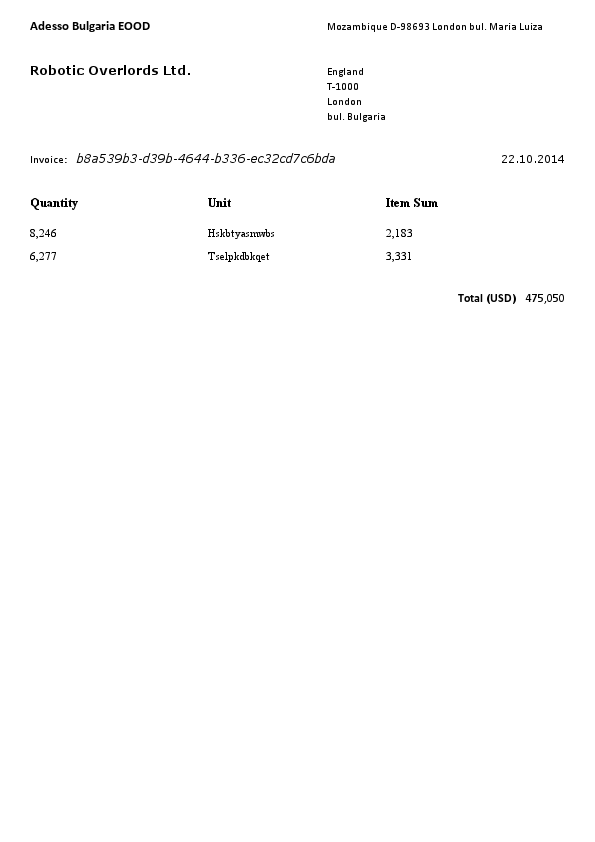 Adesso Bulgaria EOOD Mozambique D-98693 London bul. Maria Luiza
Robotic Overlords Ltd. England
T-1000
London
bul. Bulgaria
Invoice: b8a539b3-d39b-4644-b336-ec32cd7c6bda 22.10.2014
Quantity Unit Item Sum
8,246 Hskbtyasmwbs 2,183
6,277 Tselpkdbkqet 3,331
Total (USD) 475,050